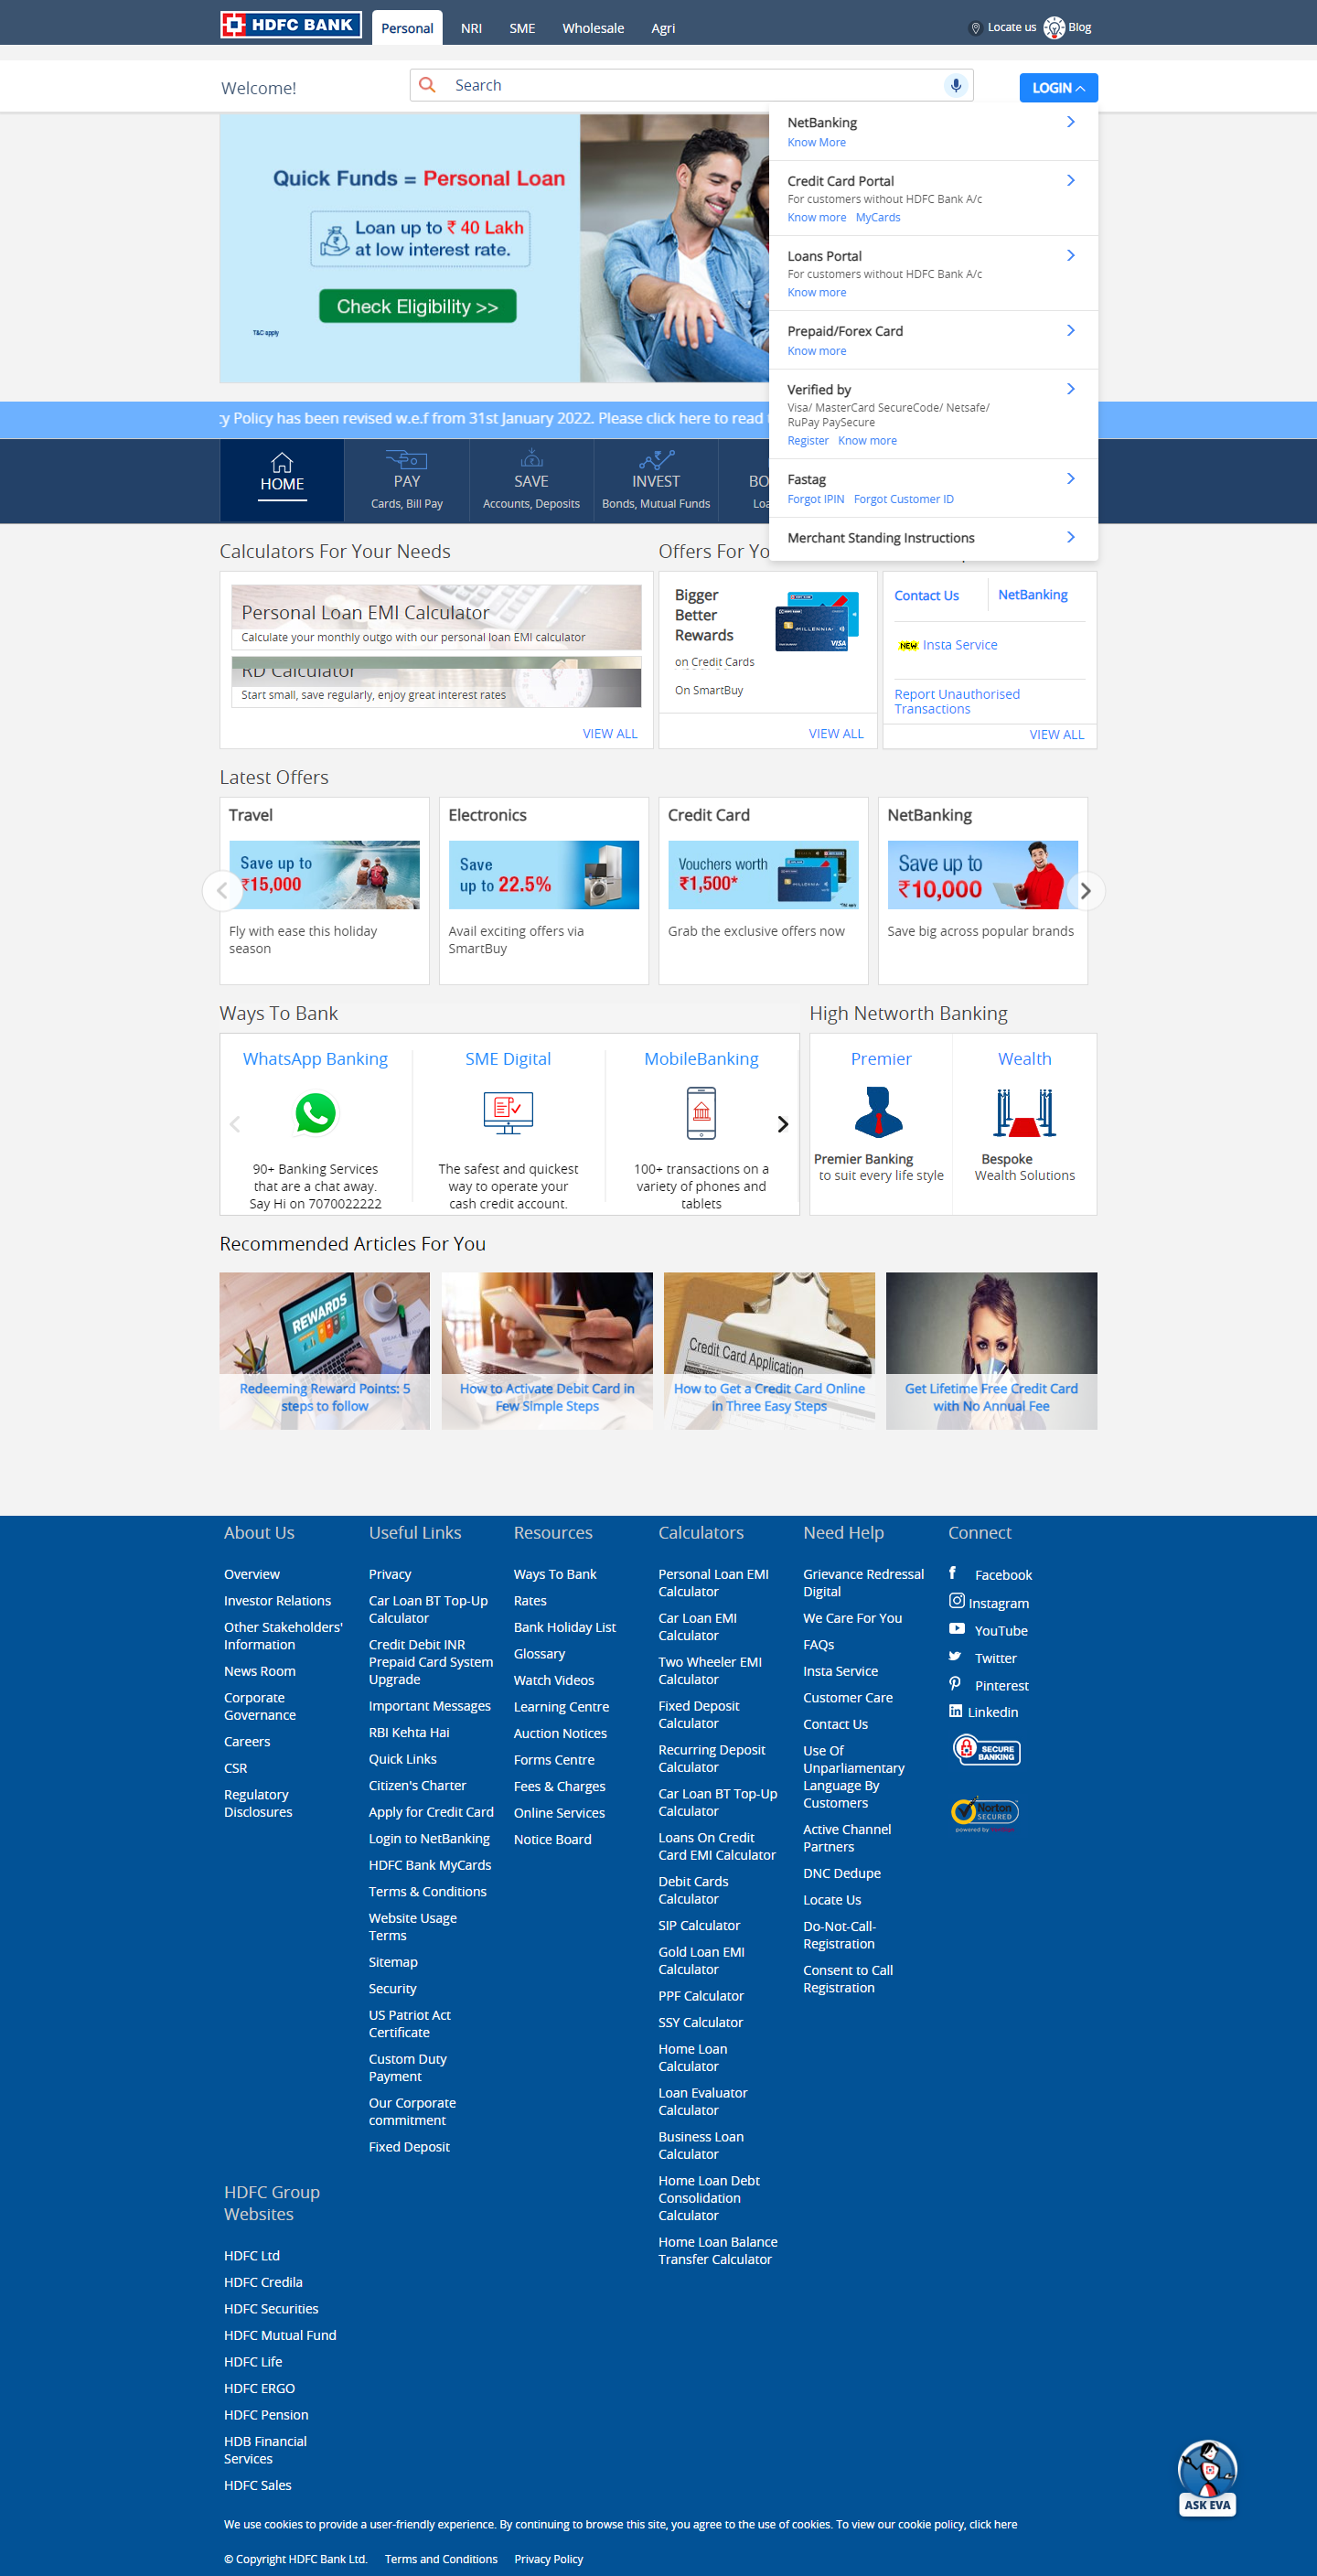 HDFC BANK
Personal
NRI
SME
Wholesale
Agri
Locate us
Blog
Welcome!
Search
LOGIN
Quick Funds = Personal Loan
Loan up to ₹ 40 Lakh
at low interest rate.
Check Eligibility >>
T&C apply
NetBanking
Know More
Credit Card Portal
For customers without HDFC Bank A/c
Know more MyCards
Loans Portal
For customers without HDFC Bank A/c
Know more
Prepaid/Forex Card
Know more
Verified by
Visa/ MasterCard SecureCode/ Netsafe/
RuPay PaySecure
Register Know more
Fastag
Forgot IPIN Forgot Customer ID
Merchant Standing Instructions
cy Policy has been revised w.e.f from 31st January 2022. Please click here to read
HOME
PAY
Cards, Bill Pay
SAVE
Accounts, Deposits
INVEST
Bonds, Mutual Funds
Calculators For Your Needs
Personal Loan EMI Calculator
Calculate your monthly outgo with our personal loan EMI calculator
RD Calculator
Start small, save regularly, enjoy great interest rates
VIEW ALL
Offers For Yo
Bigger
Better
Rewards
on Credit Cards
On SmartBuy
MILLENNIA
VISA
VIEW ALL
Contact Us
NetBanking
NEW Insta Service
Report Unauthorised
Transactions
VIEW ALL
Latest Offers
Travel
Save up to
₹15,000
Fly with ease this holiday
season
Electronics
Save
up to 22.5%
Avail exciting offers via
SmartBuy
Credit Card
Vouchers worth
₹1,500*
Grab the exclusive offers now
NetBanking
Save up to
₹10,000
Save big across popular brands
Ways To Bank
WhatsApp Banking
90+ Banking Services
that are a chat away.
Say Hi on 7070022222
SME Digital
The safest and quickest
way to operate your
cash credit account.
MobileBanking
100+ transactions on a
variety of phones and
tablets
High Networth Banking
Premier
Premier Banking
to suit every life style
Wealth
Bespoke
Wealth Solutions
Recommended Articles For You
REWARDS
Redeeming Reward Points: 5
steps to follow
How to Activate Debit Card in
Few Simple Steps
Credit Card Application
How to Get a Credit Card Online
in Three Easy Steps
Get Lifetime Free Credit Card
with No Annual Fee
About Us
Overview
Investor Relations
Other Stakeholders'
Information
News Room
Corporate
Governance
Careers
CSR
Regulatory
Disclosures
Useful Links
Privacy
Car Loan BT Top-Up
Calculator
Credit Debit INR
Prepaid Card System
Upgrade
Important Messages
RBI Kehta Hai
Quick Links
Citizen's Charter
Apply for Credit Card
Login to NetBanking
HDFC Bank MyCards
Terms & Conditions
Website Usage
Terms
Sitemap
Security
US Patriot Act
Certificate
Custom Duty
Payment
Our Corporate
commitment
Fixed Deposit
Resources
Ways To Bank
Rates
Bank Holiday List
Glossary
Watch Videos
Learning Centre
Auction Notices
Forms Centre
Fees & Charges
Online Services
Notice Board
Calculators
Personal Loan EMI
Calculator
Car Loan EMI
Calculator
Two Wheeler EMI
Calculator
Fixed Deposit
Calculator
Recurring Deposit
Calculator
Car Loan BT Top-Up
Calculator
Loans On Credit
Card EMI Calculator
Debit Cards
Calculator
SIP Calculator
Gold Loan EMI
Calculator
PPF Calculator
SSY Calculator
Home Loan
Calculator
Loan Evaluator
Calculator
Business Loan
Calculator
Home Loan Debt
Consolidation
Calculator
Home Loan Balance
Transfer Calculator
Need Help
Grievance Redressal
Digital
We Care For You
FAQs
Insta Service
Customer Care
Contact Us
Use Of
Unparliamentary
Language By
Customers
Active Channel
Partners
DNC Dedupe
Locate Us
Do-Not-Call-
Registration
Consent to Call
Registration
Connect
Facebook
Instagram
YouTube
Twitter
Pinterest
Linkedin
SECURE
BANKING
Norton
SECURED
powered by
HDFC Group
Websites
HDFC Ltd
HDFC Credila
HDFC Securities
HDFC Mutual Fund
HDFC Life
HDFC ERGO
HDFC Pension
HDB Financial
Services
HDFC Sales
ASK EVA
We use cookies to provide a user-friendly experience. By continuing to browse this site, you agree to the use of cookies. To view our cookie policy, click here
© Copyright HDFC Bank Ltd. Terms and Conditions Privacy Policy